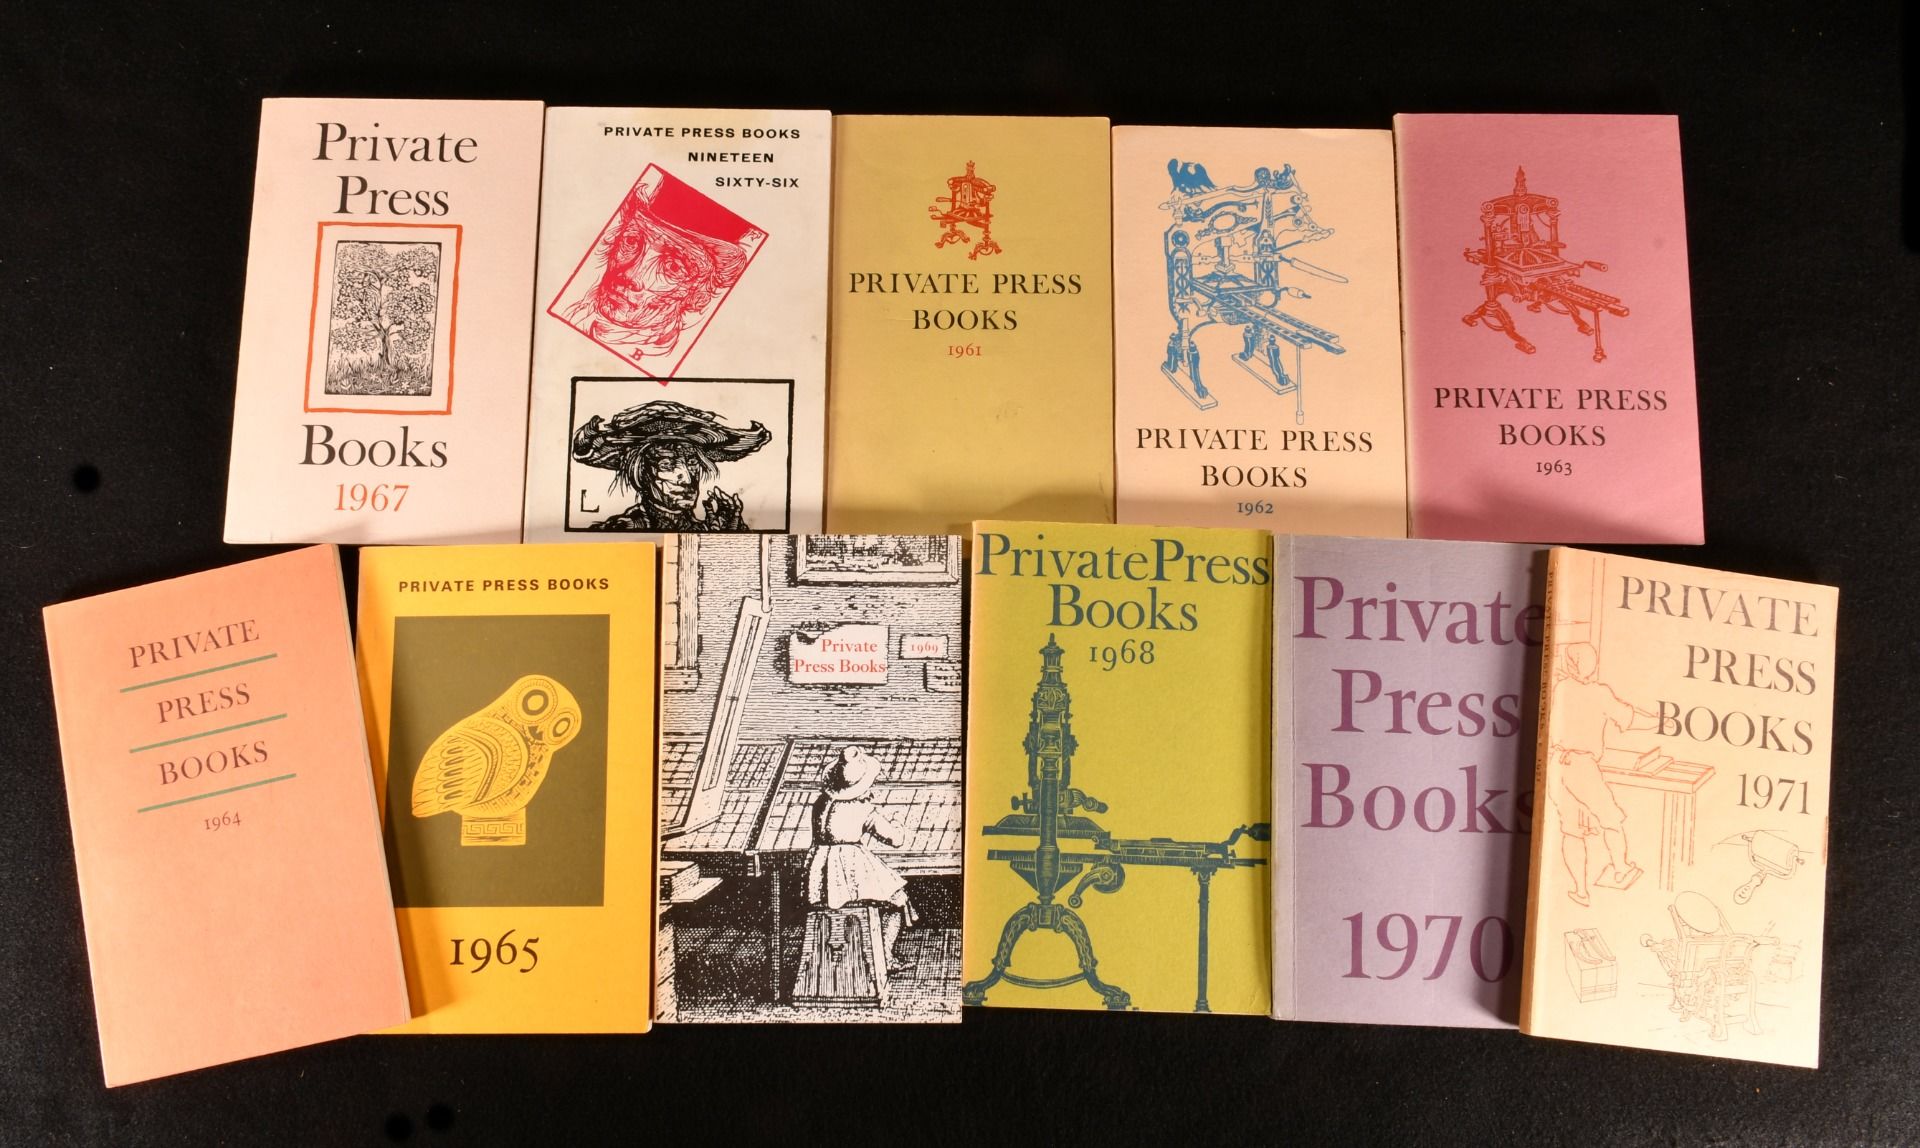 Private
Press
Books
1967
PRIVATE PRESS BOOKS
NINETEEN
SIXTY-SIX
B
L
PRIVATE PRESS
BOOKS
1961
PRIVATE PRESS
BOOKS
1962
PRIVATE PRESS
BOOKS
1963
PRIVATE
PRESS
BOOKS
1964
PRIVATE PRESS BOOKS
1965
Private
Press Books
1969
Private Press
Books
1968
Private
Press
Books
1970
PRIVATE
PRESS
BOOKS
1971